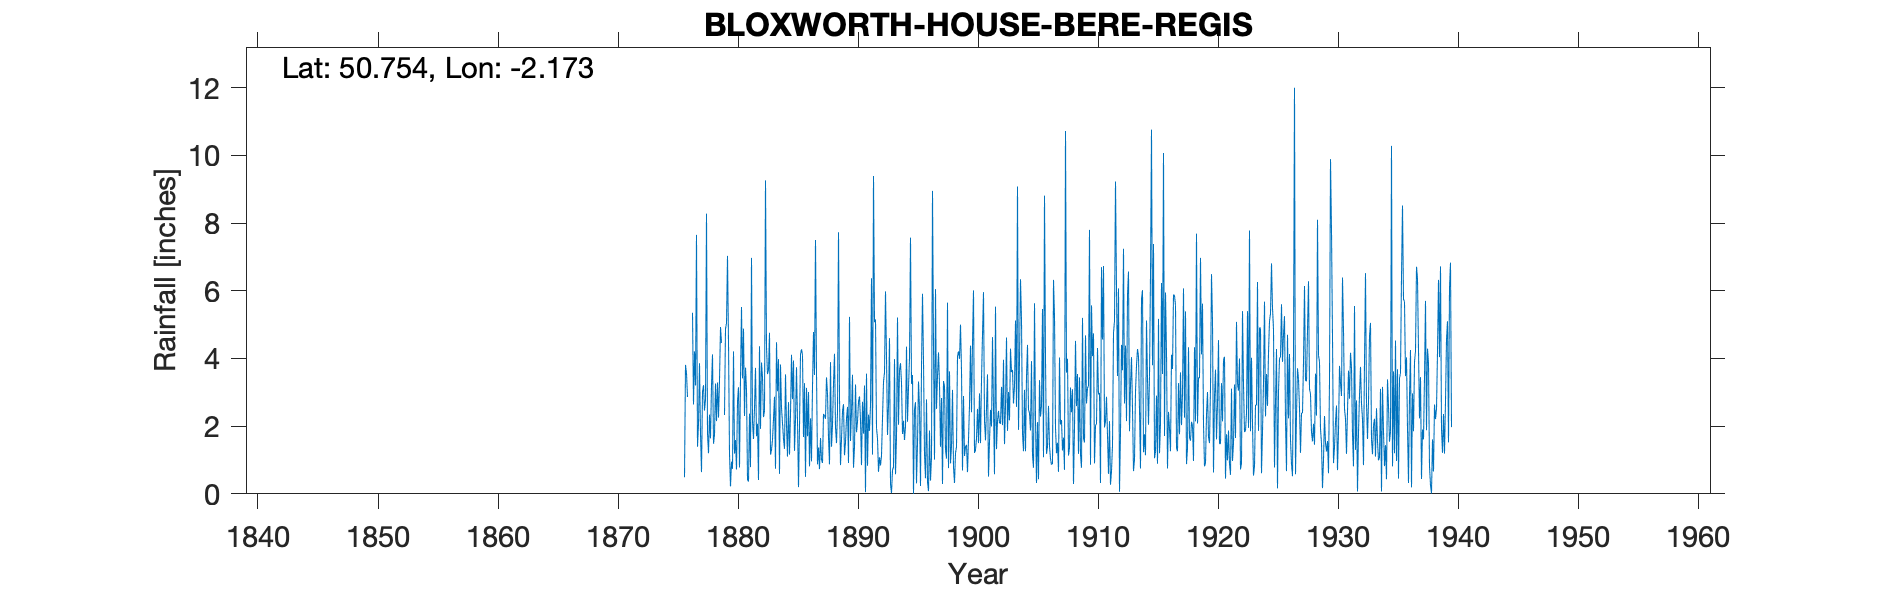 BLOXWORTH-HOUSE-BERE-REGIS
Lat: 50.754, Lon: -2.173
12
10
8
6
4
2
0
Rainfall [inches]
1840 1850 1860 1870 1880 1890 1900 1910 1920 1930 1940 1950 1960
Year